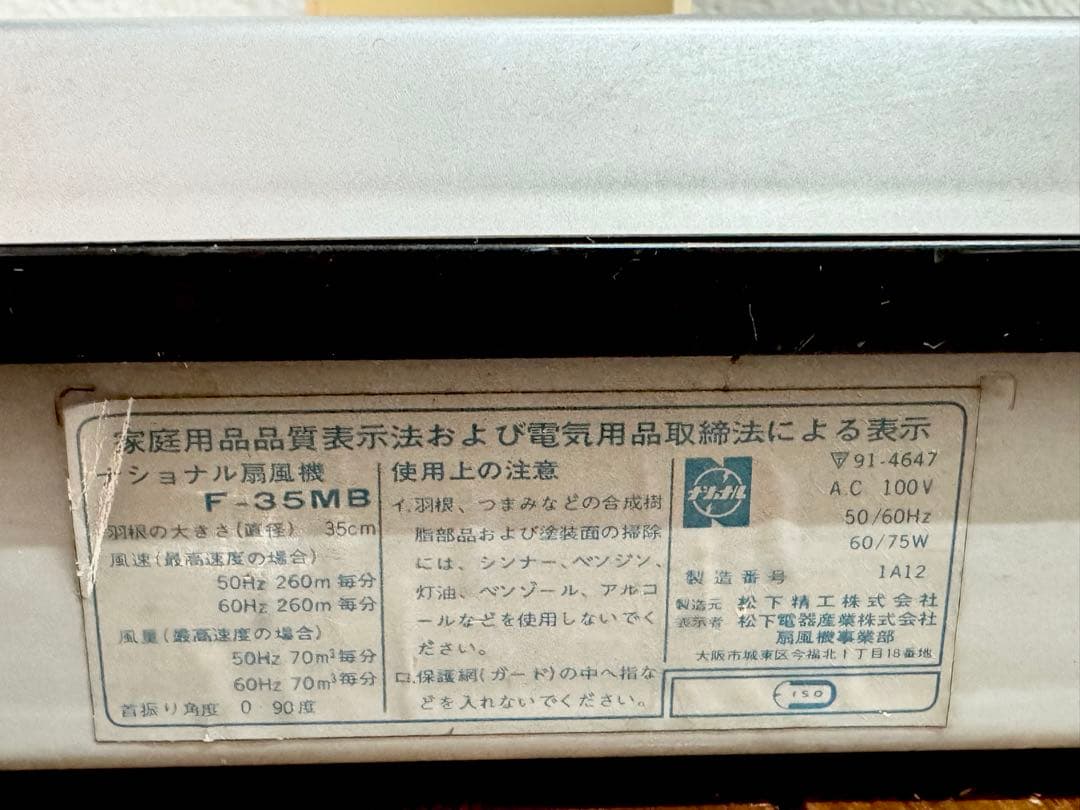 家庭用品品質表示法および電気用品取締法による表示
ナショナル扇風機
F-35MB
羽根の大きさ(直径) 35cm
風速(最高速度の場合)
50Hz 260m 毎分
60Hz 260m 毎分
風量(最高速度の場合)
50Hz 70m³毎分
60Hz 70m³毎分
首振り角度 0 90度
使用上の注意
イ.羽根、つまみなどの合成樹
脂部品および塗装面の掃除
には、シンナー、ベンジン、
灯油、ベンゾール、アルコ
ールなどを使用しないでく
ださい。
ロ.保護網(ガード)の中へ指な
どを入れないでください。
ナショナル
91-4647
A.C 100V
50/60Hz
60/75W
製造番号 1A12
製造元 松下精工株式会社
表示者 松下電器産業株式会社
扇風機事業部
大阪市城東区今福北1丁目18番地
ISO